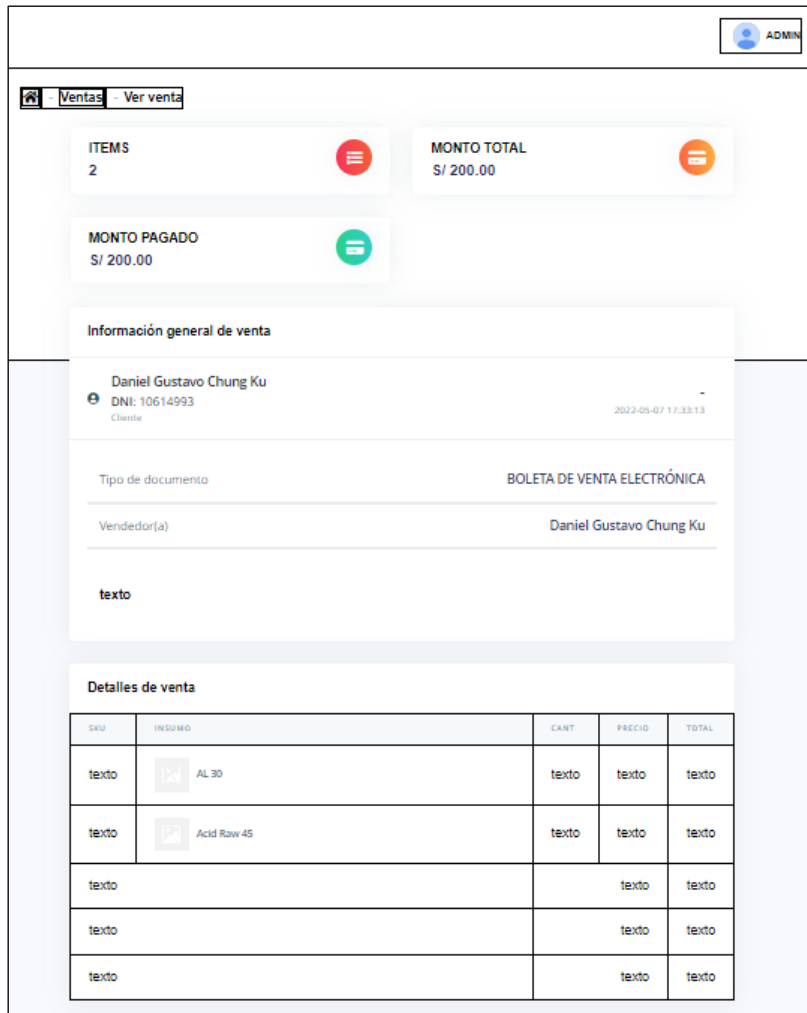 ADMIN
- Ventas - Ver venta
ITEMS
2
MONTO TOTAL
S/ 200.00
MONTO PAGADO
S/ 200.00
Información general de venta
Daniel Gustavo Chung Ku
DNI: 10614993
Cliente
-
2022-05-07 17:33:13
Tipo de documento BOLETA DE VENTA ELECTRÓNICA
Vendedor(a) Daniel Gustavo Chung Ku
texto
Detalles de venta
SKU INSUMO CANT PRECIO TOTAL
texto AL 30 texto texto texto
texto Acid Raw 45 texto texto texto
texto texto texto
texto texto texto
texto texto texto